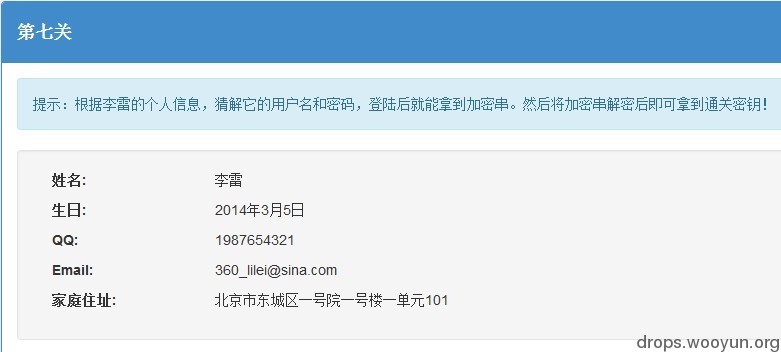 第七关
提示：根据李雷的个人信息，猜解它的用户名和密码，登陆后就能拿到加密串。然后将加密串解密后即可拿到通关密钥！
姓名: 李雷
生日: 2014年3月5日
QQ: 1987654321
Email: 360_lilei@sina.com
家庭住址: 北京市东城区一号院一号楼一单元101
drops.wooyun.org